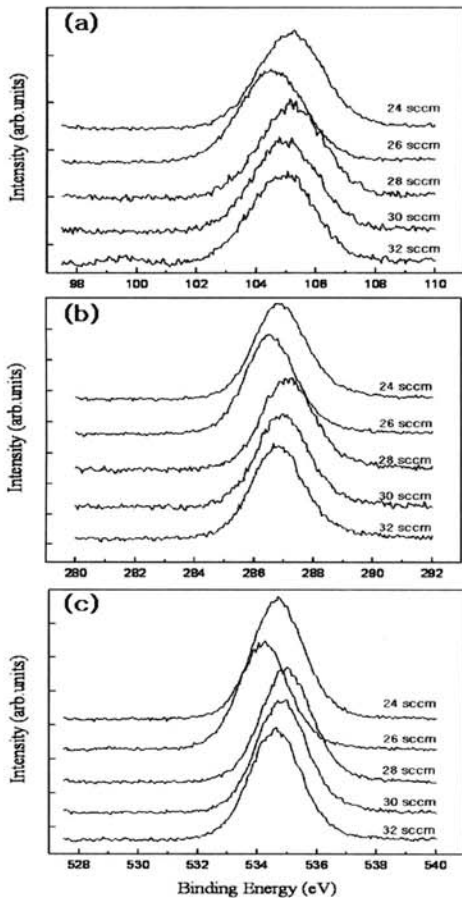 (a)
Intensity (arb.units)
24 sccm
26 sccm
28 sccm
30 sccm
32 sccm
98 100 102 104 106 108 110
(b)
Intensity (arb.units)
24 sccm
26 sccm
28 sccm
30 sccm
32 sccm
280 282 284 286 288 290 292
(c)
Intensity (arb.units)
24 sccm
26 sccm
28 sccm
30 sccm
32 sccm
528 530 532 534 536 538 540
Binding Energy (eV)